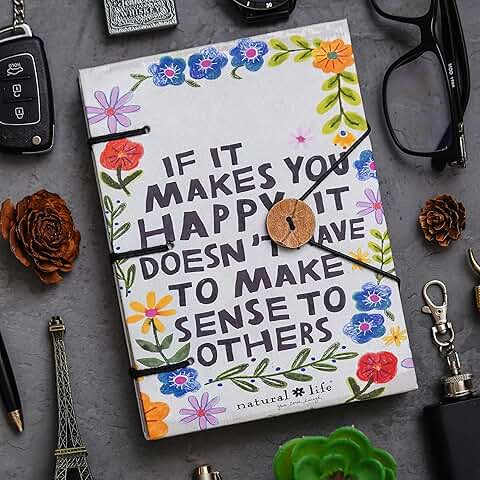 IF IT
MAKES YOU
HAPPY IT
DOESN'T HAVE
TO MAKE
SENSE TO
OTHERS
natural life